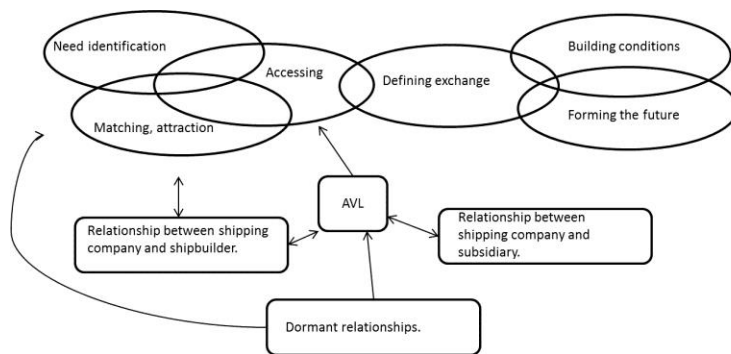 Need identification
Building conditions
Accessing
Defining exchange
Matching, attraction
Forming the future
AVL
Relationship between shipping
company and shipbuilder.
Relationship between
shipping company and
subsidiary.
Dormant relationships.